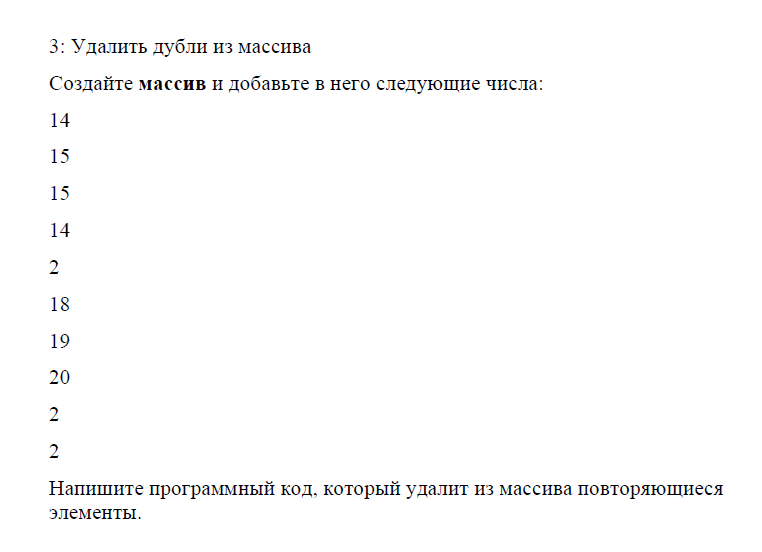 3: Удалить дубли из массива
Создайте массив и добавьте в него следующие числа:
14
15
15
14
2
18
19
20
2
2
Напишите программный код, который удалит из массива повторяющиеся
элементы.